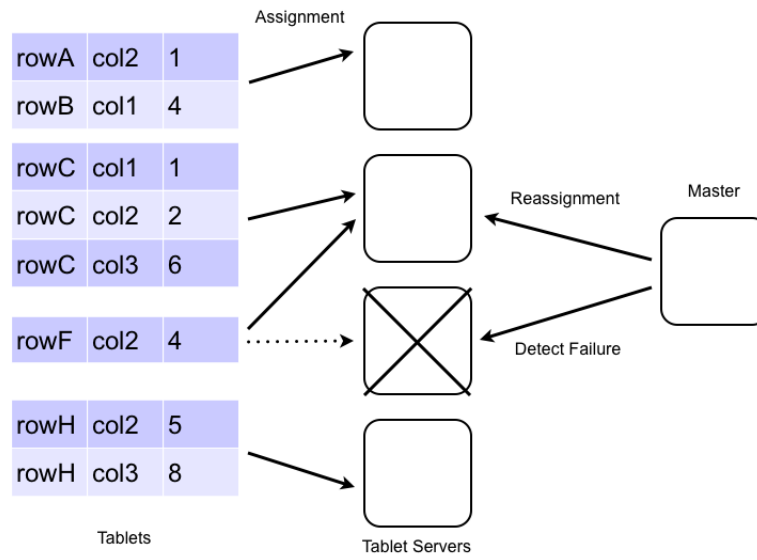 Assignment
rowA col2 1
rowB col1 4
rowC col1 1
rowC col2 2
rowC col3 6
Reassignment
Master
rowF col2 4
Detect Failure
rowH col2 5
rowH col3 8
Tablets
Tablet Servers